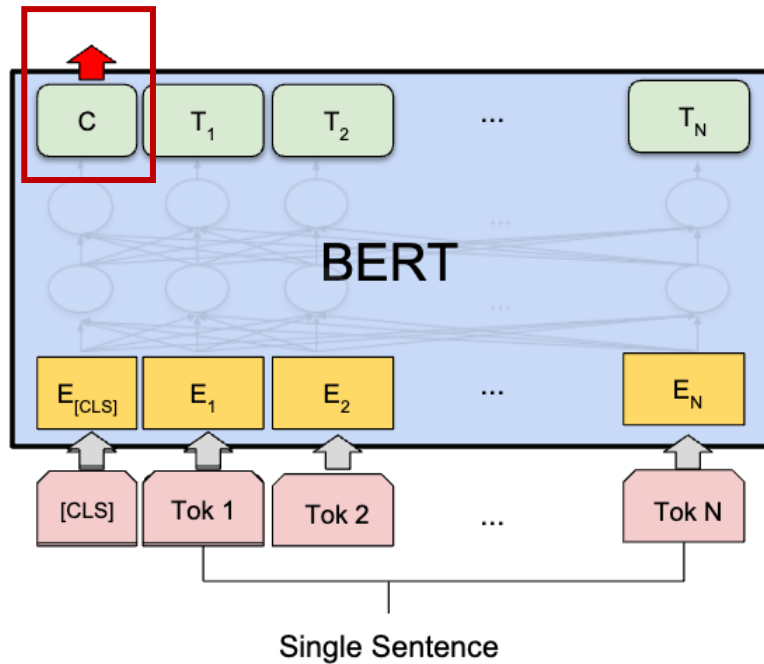 C T1 T2 ... TN
...
BERT
...
E[CLS] E1 E2 ... EN
[CLS] Tok 1 Tok 2 ... Tok N
Single Sentence